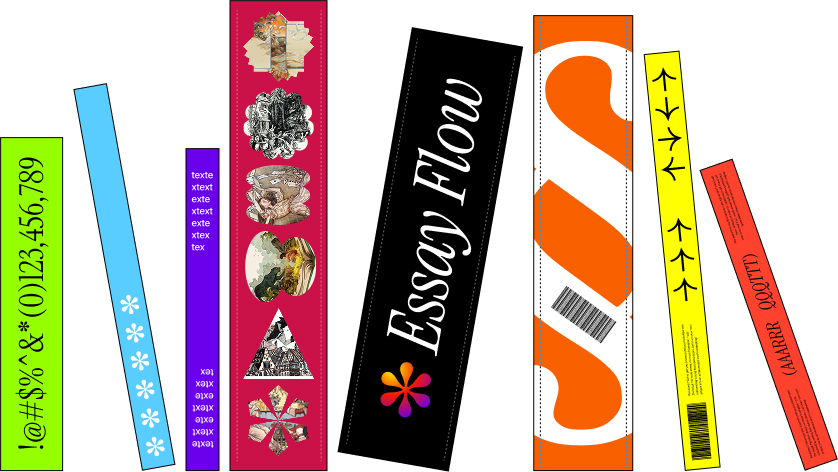 !@#$%^&*(0)123,456,789
******
texte
xtext
exte
xtext
exte
xtex
tex
texte
xtext
exte
xtext
exte
xtex
tex
Essay Flow
S
(AAARRR QQQTTT)